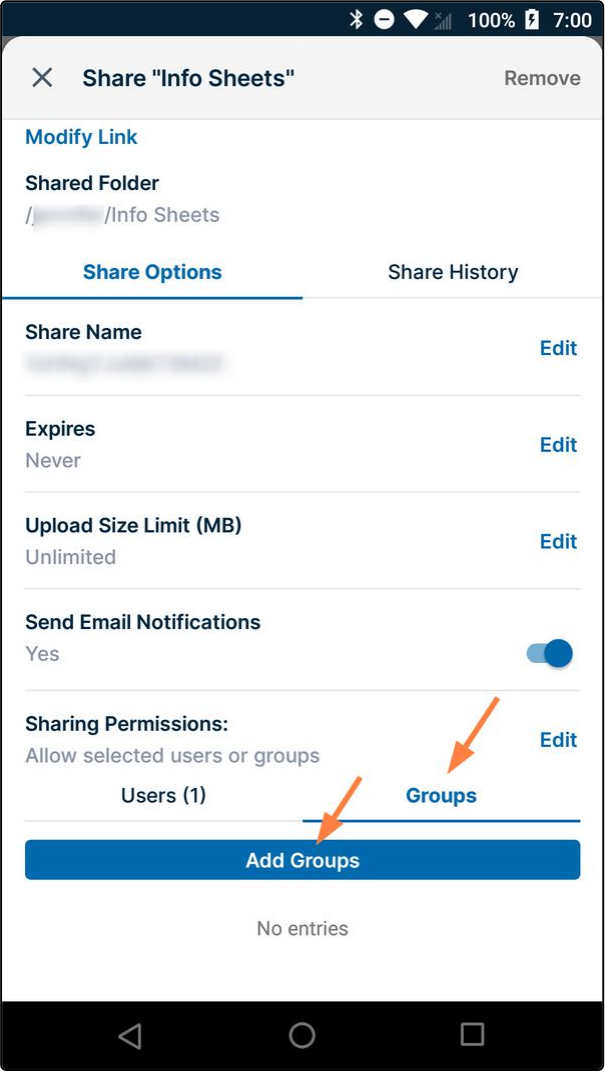 100% 7:00
Share "Info Sheets" Remove
Modify Link
Shared Folder
/Info Sheets
Share Options Share History
Share Name
Edit
Expires
Never
Edit
Upload Size Limit (MB)
Unlimited
Edit
Send Email Notifications
Yes
Sharing Permissions:
Allow selected users or groups
Edit
Users (1) Groups
Add Groups
No entries